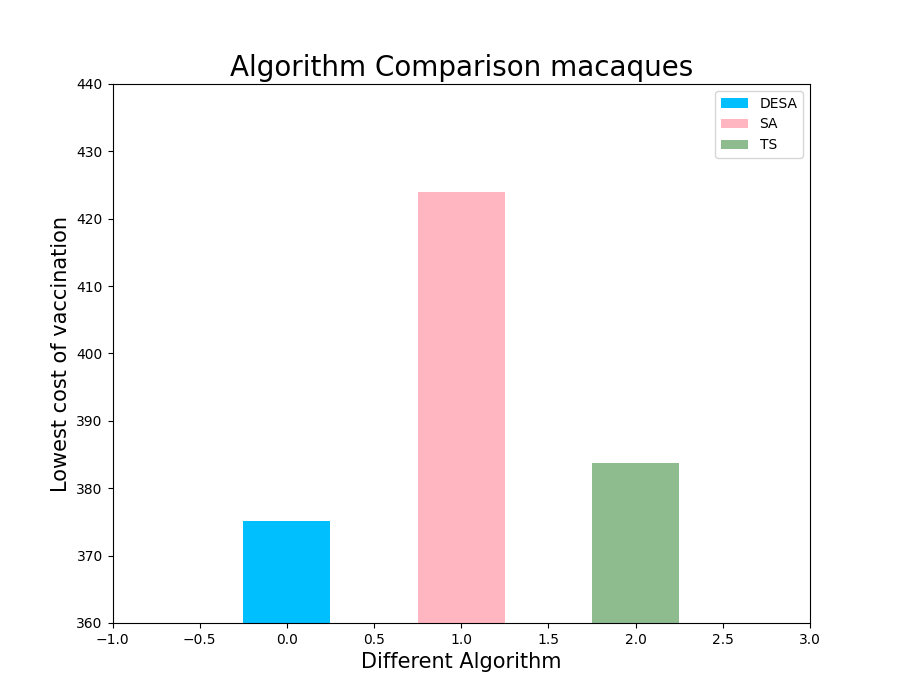 Algorithm Comparison macaques
DESA
SA
TS
Lowest cost of vaccination
440
430
420
410
400
390
380
370
360
−1.0 −0.5 0.0 0.5 1.0 1.5 2.0 2.5 3.0
Different Algorithm